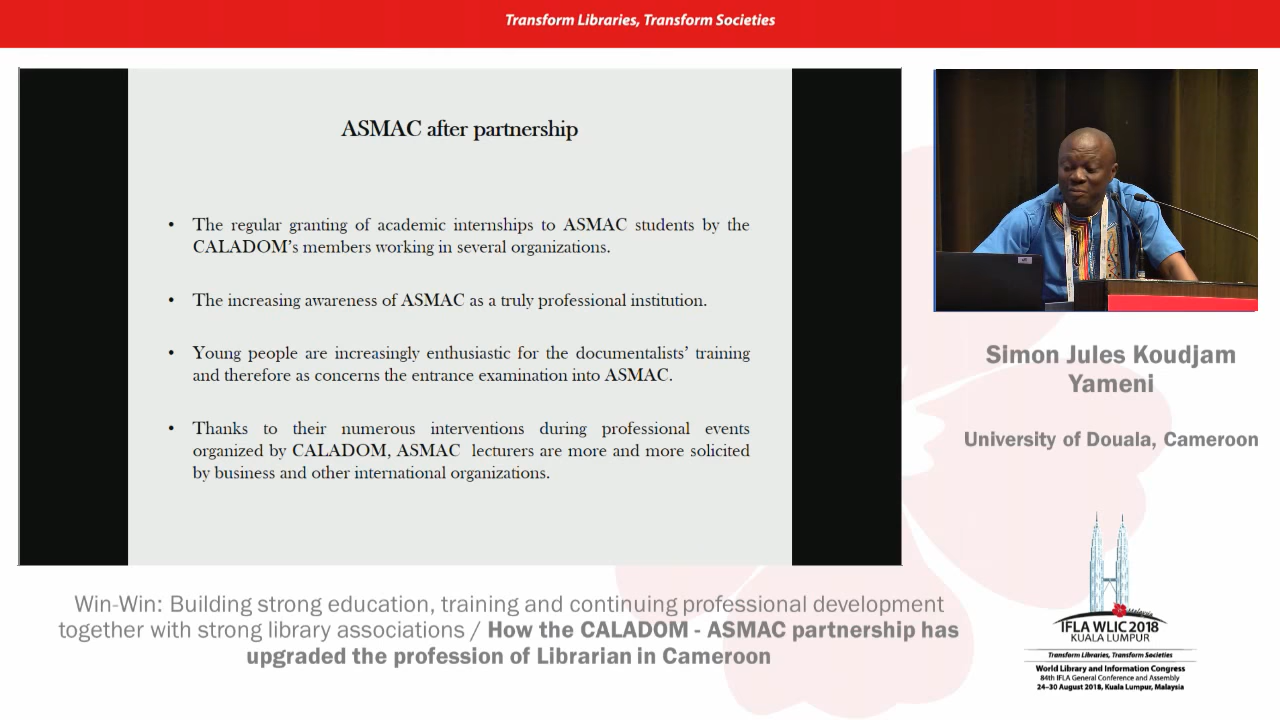 Transform Libraries, Transform Societies
ASMAC after partnership
• The regular granting of academic internships to ASMAC students by the
CALADOM's members working in several organizations.
• The increasing awareness of ASMAC as a truly professional institution.
• Young people are increasingly enthusiastic for the documentalists' training
and therefore as concerns the entrance examination into ASMAC.
• Thanks to their numerous interventions during professional events
organized by CALADOM, ASMAC lecturers are more and more solicited
by business and other international organizations.
Simon Jules Koudjam
Yameni
University of Douala, Cameroon
Win-Win: Building strong education, training and continuing professional development
together with strong library associations / How the CALADOM - ASMAC partnership has
upgraded the profession of Librarian in Cameroon
Malaysia
IFLA WLIC 2018
KUALA LUMPUR
Transform Libraries, Transform Societies
World Library and Information Congress
84th IFLA General Conference and Assembly
24–30 August 2018, Kuala Lumpur, Malaysia